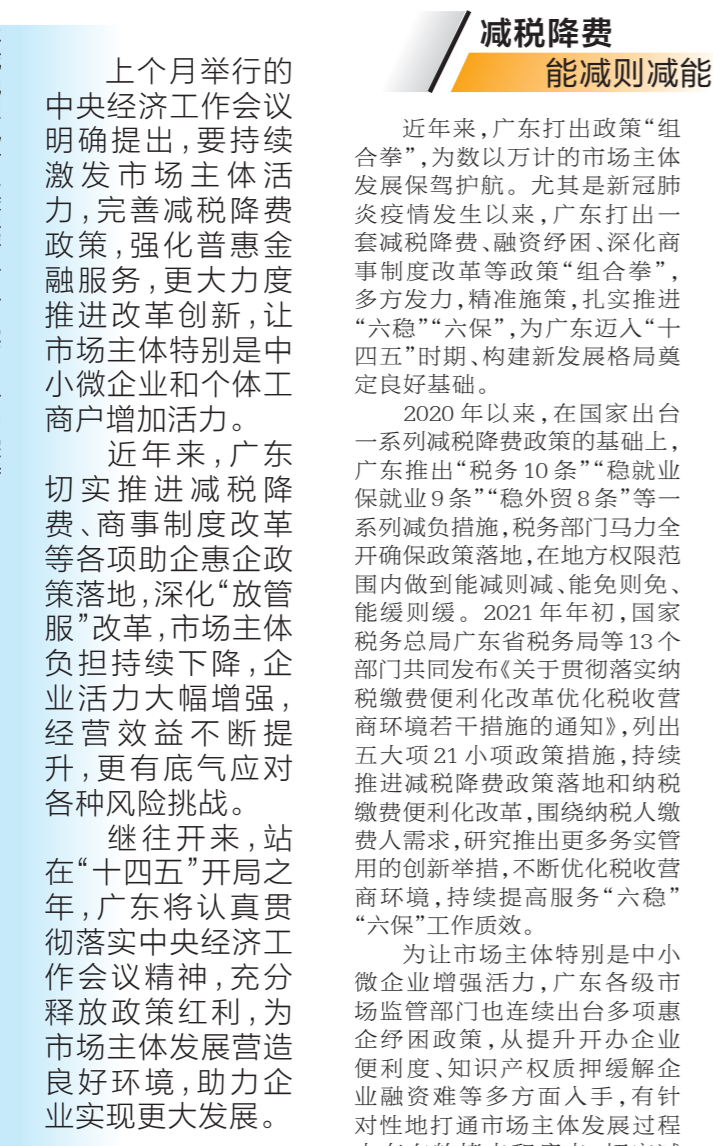 上个月举行的
中央经济工作会议
明确提出,要持续
激发市场主体活
力,完善减税降费
政策,强化普惠金
融服务,更大力度
推进改革创新,让
市场主体特别是中
小微企业和个体工
商户增加活力。
近年来,广东
切实推进减税降
费、商事制度改革
等各项助企惠企政
策落地,深化“放管
服”改革,市场主体
负担持续下降,企
业活力大幅增强,
经营效益不断提
升,更有底气应对
各种风险挑战。
继往开来,站
在“十四五”开局之
年,广东将认真贯
彻落实中央经济工
作会议精神,充分
释放政策红利,为
市场主体发展营造
良好环境,助力企
业实现更大发展。
减税降费
能减则减能
近年来,广东打出政策“组
合拳”,为数以万计的市场主体
发展保驾护航。尤其是新冠肺
炎疫情发生以来,广东打出一
套减税降费、融资纾困、深化商
事制度改革等政策“组合拳”,
多方发力,精准施策,扎实推进
“六稳”“六保”,为广东迈入“十
四五”时期、构建新发展格局奠
定良好基础。
2020年以来,在国家出台
一系列减税降费政策的基础上,
广东推出“税务10条”“稳就业
保就业9条”“稳外贸8条”等一
系列减负措施,税务部门马力全
开确保政策落地,在地方权限范
围内做到能减则减、能免则免、
能缓则缓。2021年年初,国家
税务总局广东省税务局等13个
部门共同发布《关于贯彻落实纳
税缴费便利化改革优化税收营
商环境若干措施的通知》,列出
五大项21小项政策措施,持续
推进减税降费政策落地和纳税
缴费便利化改革,围绕纳税人缴
费人需求,研究推出更多务实管
用的创新举措,不断优化税收营
商环境,持续提高服务“六稳”
“六保”工作质效。
为让市场主体特别是中小
微企业增强活力,广东各级市
场监管部门也连续出台多项惠
企纾困政策,从提升开办企业
便利度、知识产权质押缓解企
业融资难等多方面入手,有针
对性地打通市场主体发展过程